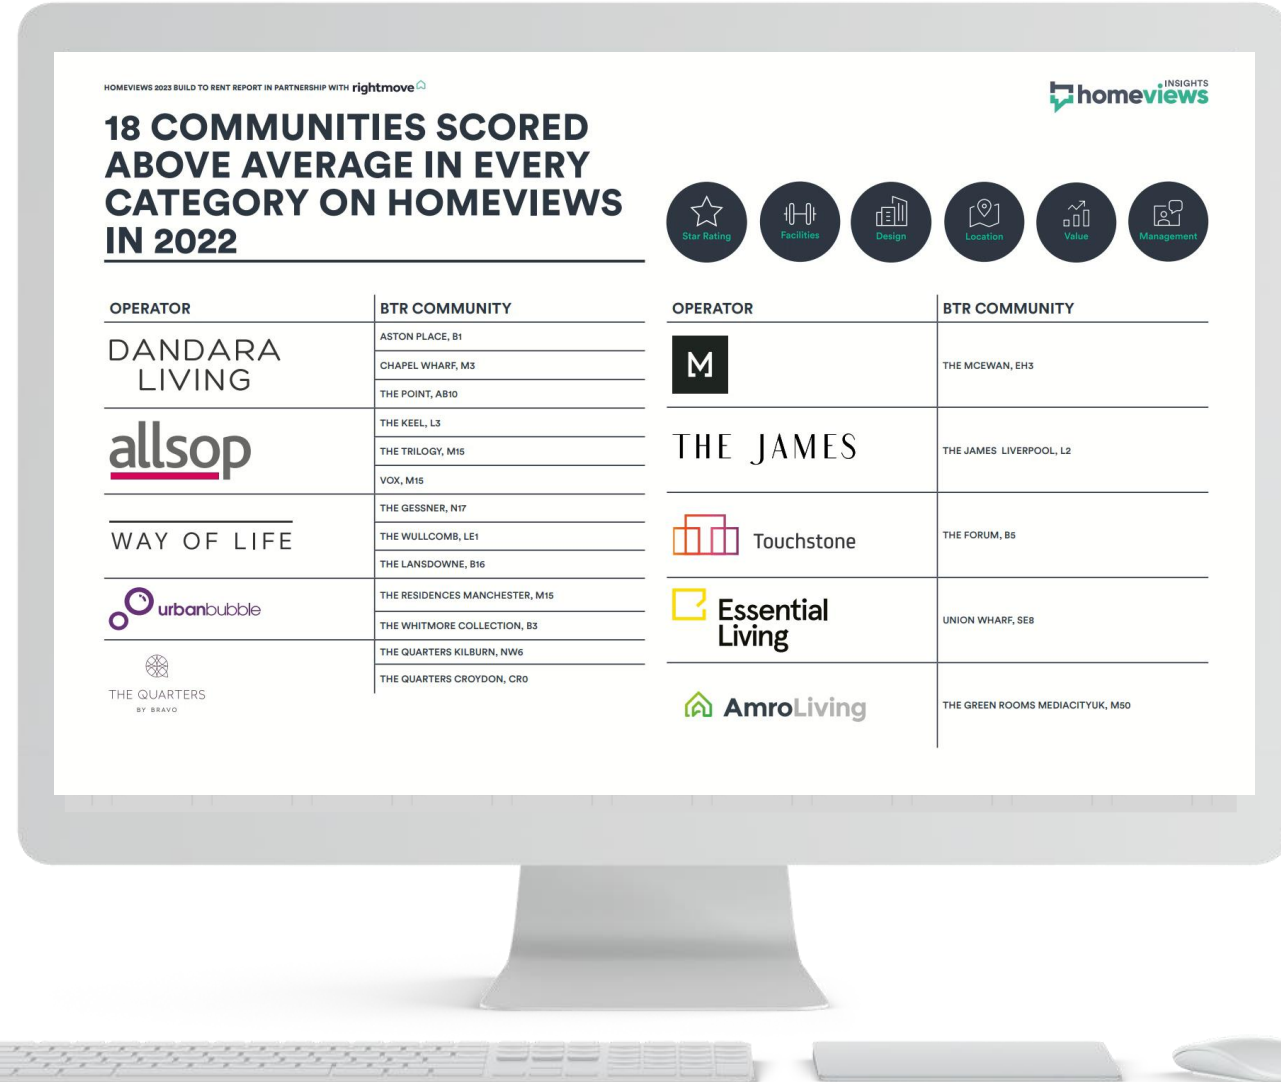 HOMEVIEWS 2023 BUILD TO RENT REPORT IN PARTNERSHIP WITH rightmove
INSIGHTS
homeviews
18 COMMUNITIES SCORED
ABOVE AVERAGE IN EVERY
CATEGORY ON HOMEVIEWS
IN 2022
Star Rating
Facilities
Design
Location
Value
Management
OPERATOR
BTR COMMUNITY
DANDARA
LIVING
ASTON PLACE, B1
CHAPEL WHARF, M3
THE POINT, AB10
allsop
THE KEEL, L3
THE TRILOGY, M15
VOX, M15
WAY OF LIFE
THE GESSNER, N17
THE WULLCOMB, LE1
THE LANSDOWNE, B16
urbanbubble
THE RESIDENCES MANCHESTER, M15
THE WHITMORE COLLECTION, B3
THE QUARTERS
BY BRAVO
THE QUARTERS KILBURN, NW6
THE QUARTERS CROYDON, CR0
OPERATOR
BTR COMMUNITY
M
THE MCEWAN, EH3
THE JAMES
THE JAMES LIVERPOOL, L2
Touchstone
THE FORUM, B5
Essential
Living
UNION WHARF, SE8
AmroLiving
THE GREEN ROOMS MEDIACITYUK, M50